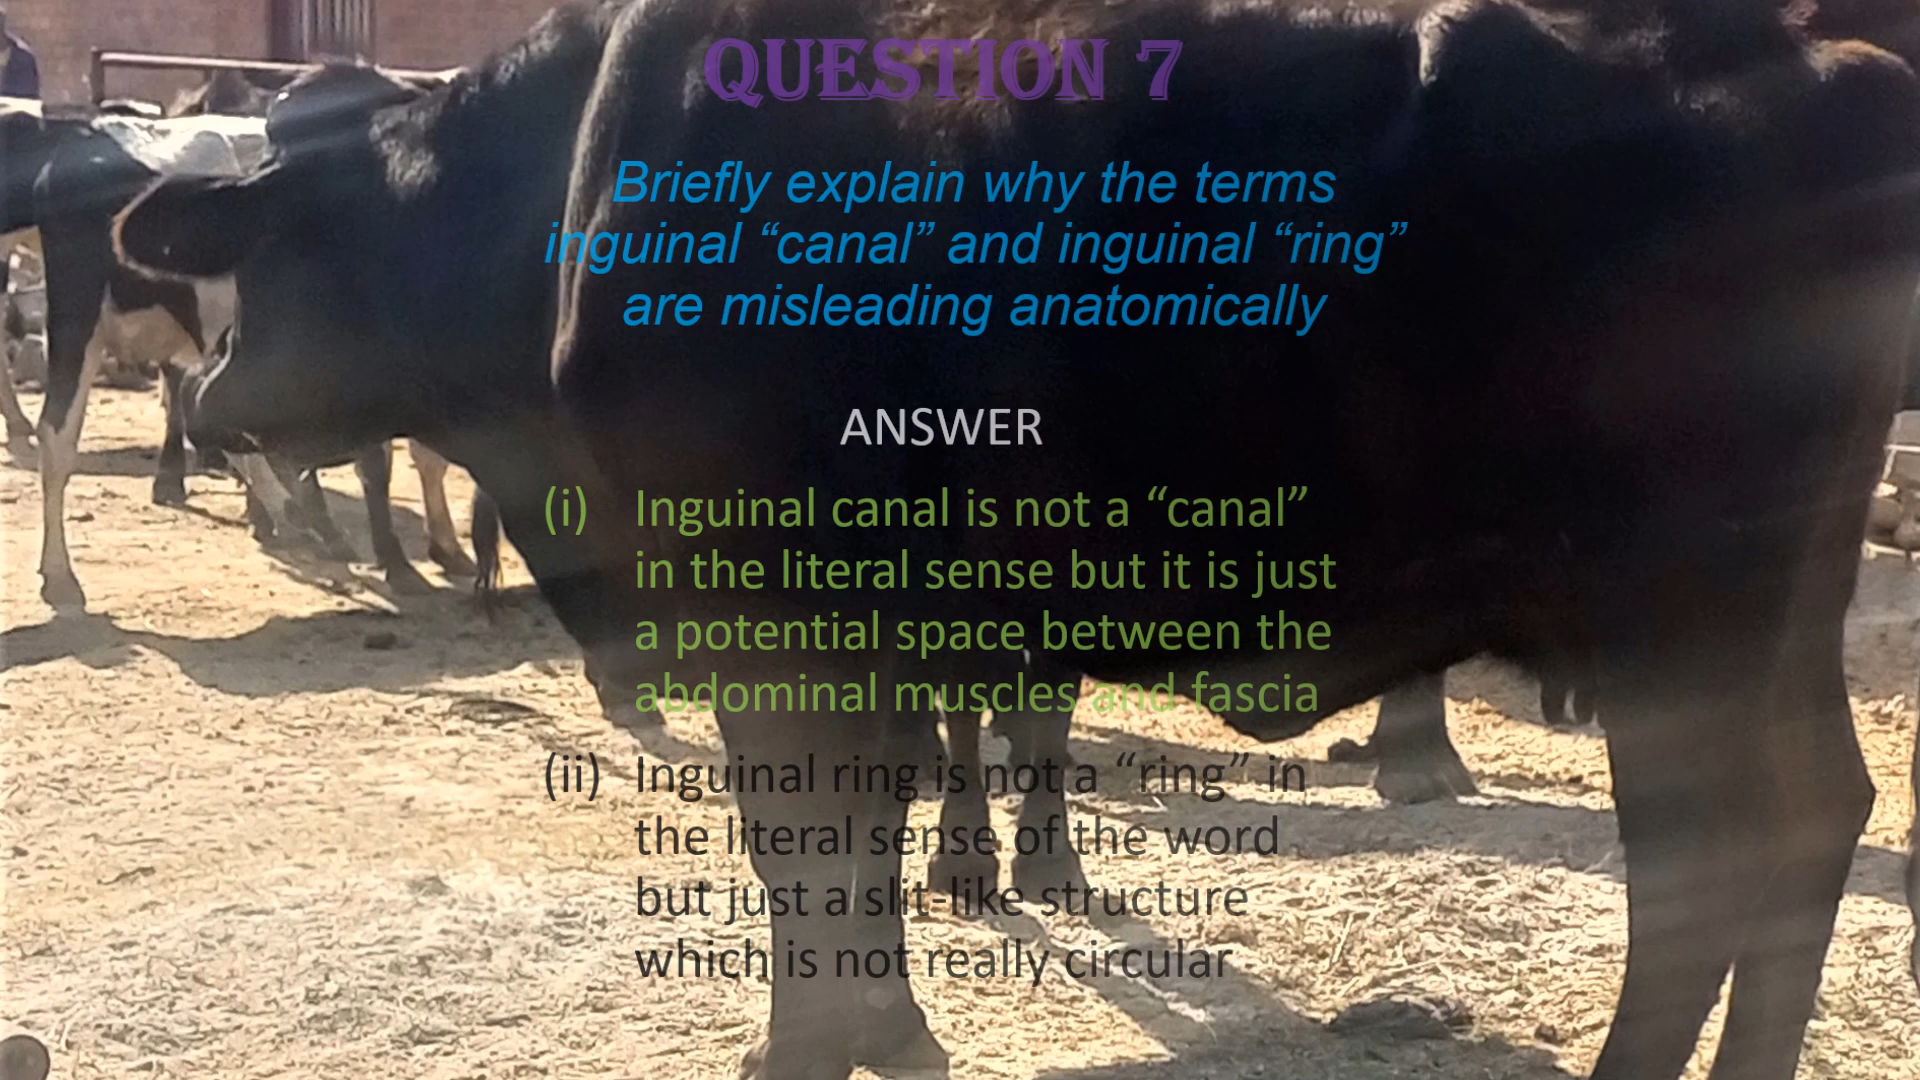 QUESTION 7
Briefly explain why the terms
inguinal “canal” and inguinal “ring”
are misleading anatomically
ANSWER
(i) Inguinal canal is not a “canal”
in the literal sense but it is just
a potential space between the
abdominal muscles and fascia
(ii) Inguinal ring is not a “ring” in
the literal sense of the word
but just a slit-like structure
which is not really circular